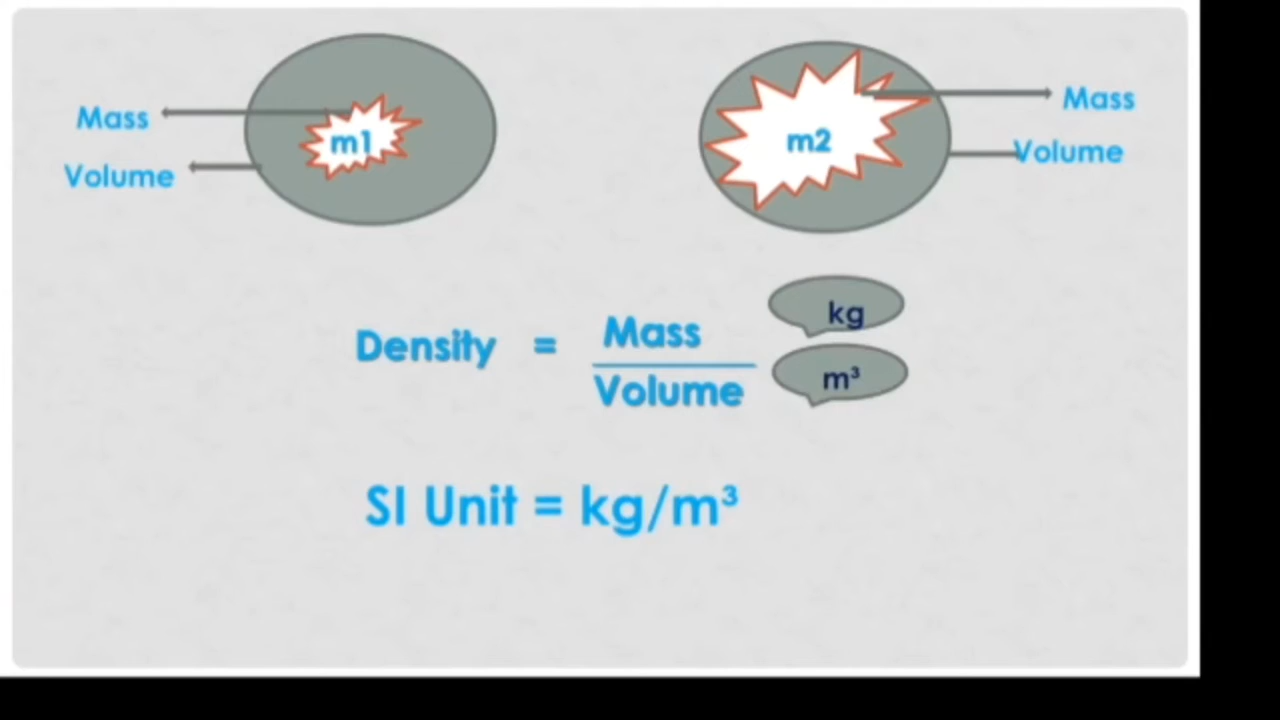 Mass
m1
Volume
Mass
m2
Volume
Density = Mass
Volume
kg
m³
SI Unit = kg/m³